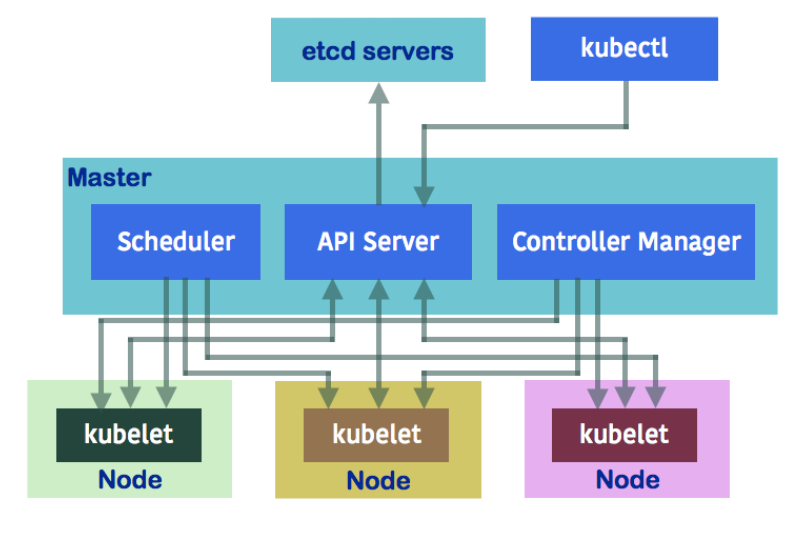 etcd servers
kubectl
Master
Scheduler
API Server
Controller Manager
kubelet
kubelet
kubelet
Node
Node
Node